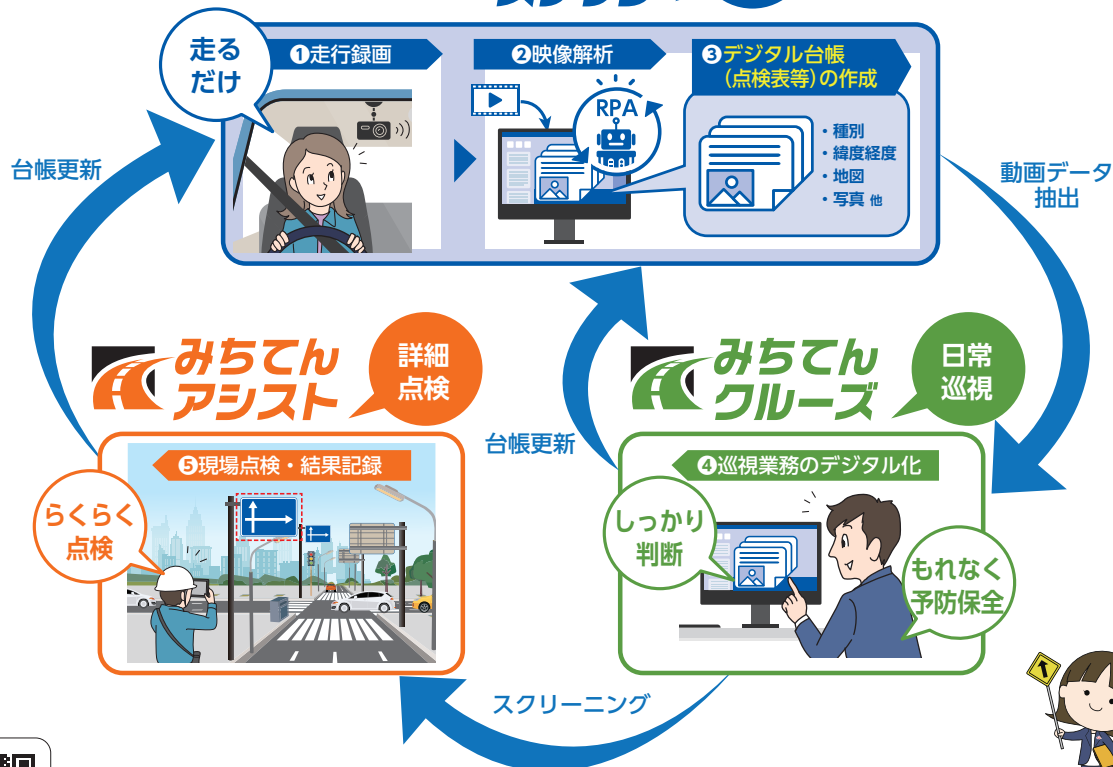 走る
だけ
❶走行録画
❷映像解析
❸デジタル台帳
(点検表等)の作成
RPA
・種別
・緯度経度
・地図
・写真 他
台帳更新
動画データ
抽出
みちてん
アシスト
詳細
点検
みちてん
クルーズ
日常
巡視
台帳更新
❺現場点検・結果記録
らくらく
点検
❹巡視業務のデジタル化
しっかり
判断
もれなく
予防保全
スクリーニング